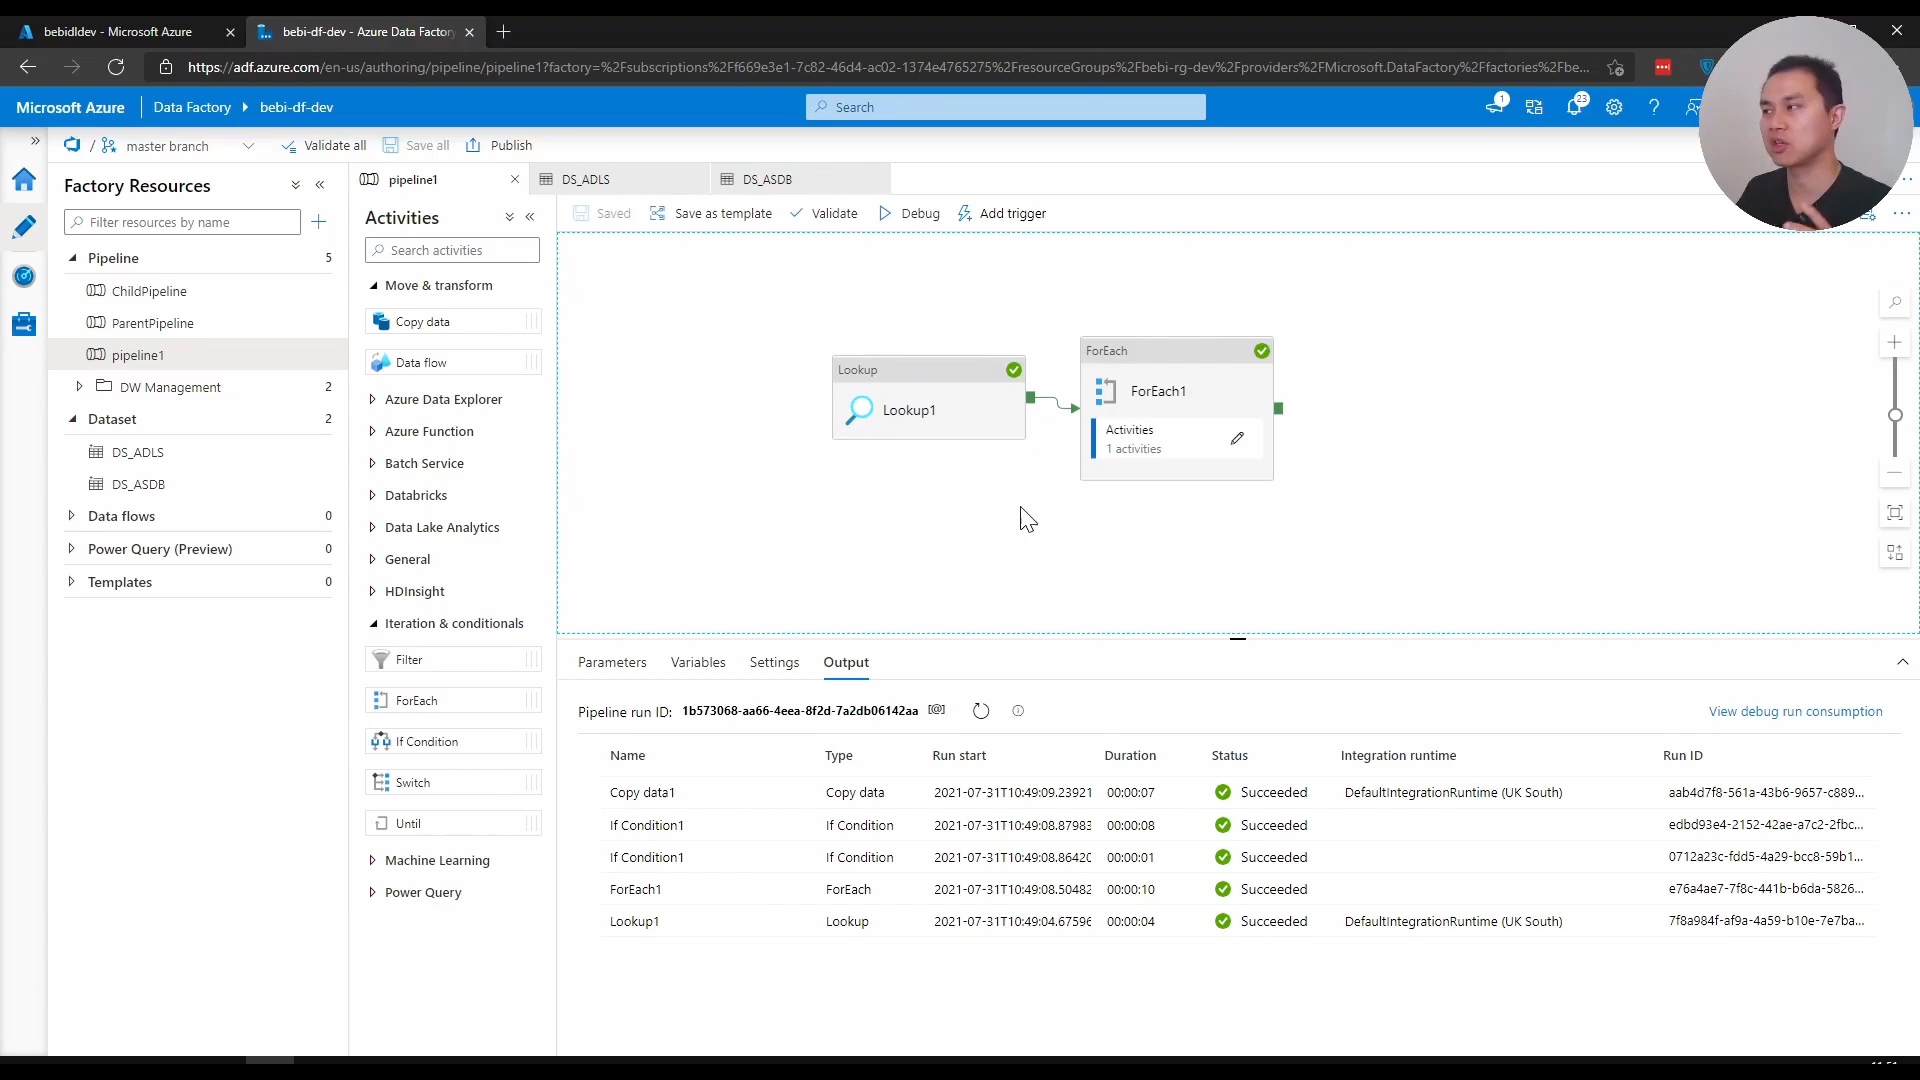 bebidldev - Microsoft Azure
bebi-df-dev - Azure Data Factory
https://adf.azure.com/en-us/authoring/pipeline/pipeline1?factory=%2Fsubscriptions%2Ff669e3e1-7c82-46d4-ac02-1374e4765275%2FresourceGroups%2Fbebi-rg-dev%2Fproviders%2FMicrosoft.DataFactory%2Ffactories%2Fbe...
Microsoft Azure
Data Factory
bebi-df-dev
Search
1
23
/
master branch
Validate all
Save all
Publish
Factory Resources
Filter resources by name
Pipeline 5
ChildPipeline
ParentPipeline
pipeline1
DW Management 2
Dataset 2
DS_ADLS
DS_ASDB
Data flows 0
Power Query (Preview) 0
Templates 0
pipeline1
DS_ADLS
DS_ASDB
Activities
Search activities
Move & transform
Copy data
Data flow
Azure Data Explorer
Azure Function
Batch Service
Databricks
Data Lake Analytics
General
HDInsight
Iteration & conditionals
Filter
ForEach
If Condition
Switch
Until
Machine Learning
Power Query
Saved
Save as template
Validate
Debug
Add trigger
Lookup
Lookup1
ForEach
ForEach1
Activities
1 activities
Parameters
Variables
Settings
Output
Pipeline run ID: 1b573068-aa66-4eea-8f2d-7a2db06142aa
View debug run consumption
Name Type Run start Duration Status Integration runtime Run ID
Copy data1 Copy data 2021-07-31T10:49:09.23921 00:00:07 Succeeded DefaultIntegrationRuntime (UK South) aab4d7f8-561a-43b6-9657-c889...
If Condition1 If Condition 2021-07-31T10:49:08.87983 00:00:08 Succeeded edbd93e4-2152-42ae-a7c2-2fbc...
If Condition1 If Condition 2021-07-31T10:49:08.86420 00:00:01 Succeeded 0712a23c-fdd5-4a29-bcc8-59b1...
ForEach1 ForEach 2021-07-31T10:49:08.50482 00:00:10 Succeeded e76a4ae7-7f8c-441b-b6da-5826...
Lookup1 Lookup 2021-07-31T10:49:04.67596 00:00:04 Succeeded DefaultIntegrationRuntime (UK South) 7f8a984f-af9a-4a59-b10e-7e7ba...